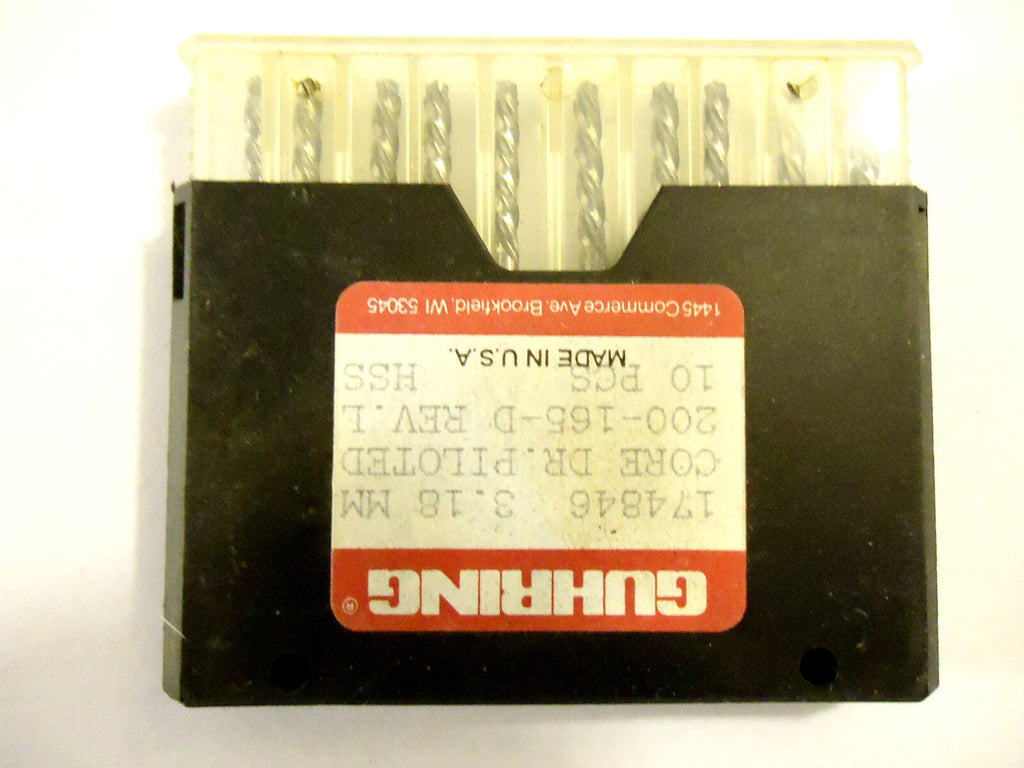 GUHRING®
174846 3.18 MM
CORE DR.PILOTED
200-165-D REV.L
10 PCS HSS
MADE IN U.S.A.
1445 Commerce Ave. Brookfield, WI 53045